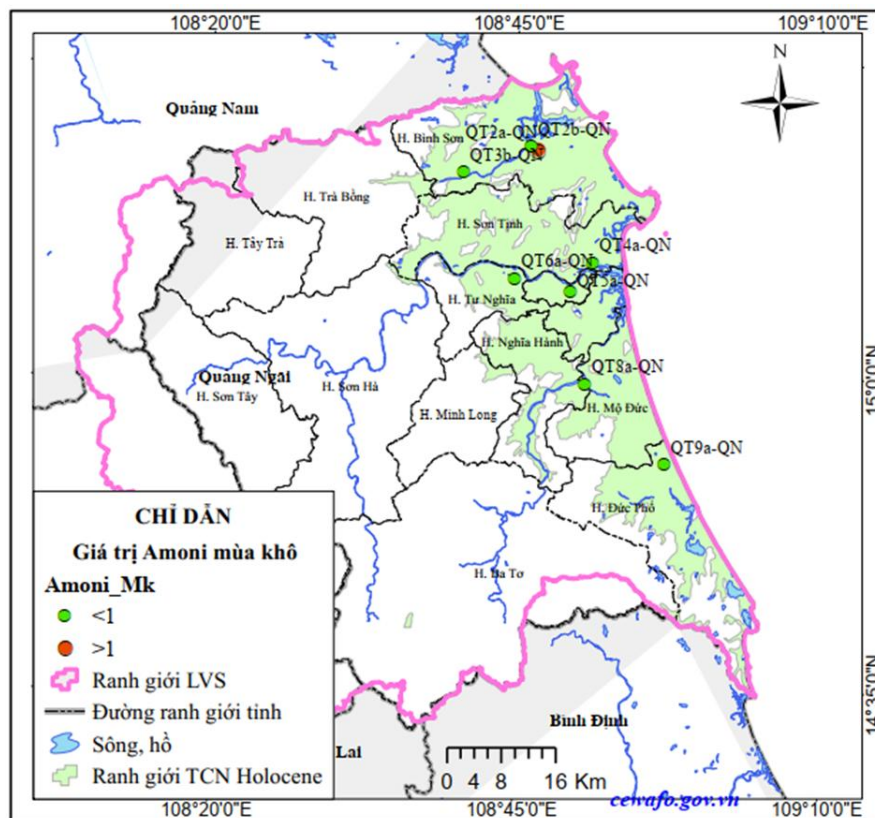 108°20'0"E 108°45'0"E 109°10'0"E
N
Quảng Nam
H. Bình Sơn
QT2a-QN
QT2b-QN
QT3b-QN
H. Trà Bồng
H. Sơn Tịnh
H. Tây Trà
QT4a-QN
QT6a-QN
QT5a-QN
H. Tư Nghĩa
H. Nghĩa Hành
15°0'0"N
Quảng Ngãi
H. Sơn Hà
H. Sơn Tây
QT8a-QN
H. Minh Long
H. Mộ Đức
QT9a-QN
H. Đức Phổ
H. Ba Tơ
14°35'0"N
Bình Định
Lai
CHỈ DẪN
Giá trị Amoni mùa khô
Amoni_Mk
<1
>1
Ranh giới LVS
Đường ranh giới tỉnh
Sông, hồ
Ranh giới TCN Holocene
0 4 8 16 Km
cewafo.gov.vn
108°20'0"E 108°45'0"E 109°10'0"E